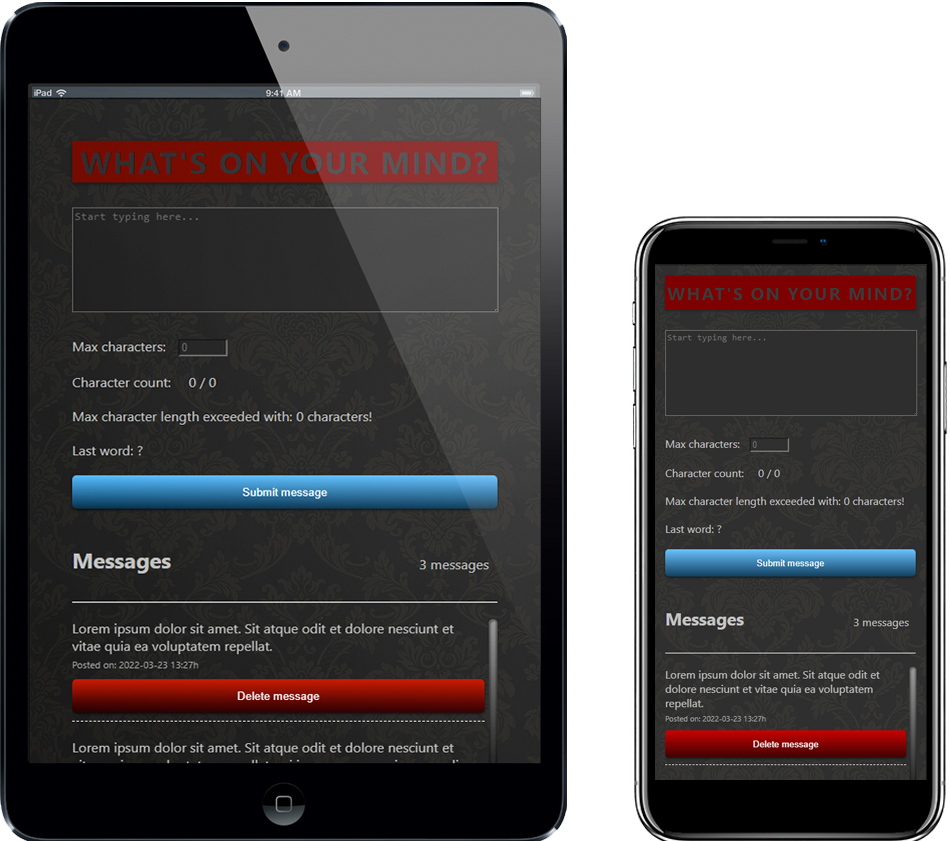 iPad 9:41 AM
WHAT'S ON YOUR MIND?
Start typing here...
Max characters: 0
Character count: 0 / 0
Max character length exceeded with: 0 characters!
Last word: ?
Submit message
Messages 3 messages
Lorem ipsum dolor sit amet. Sit atque odit et dolore nesciunt et
vitae quia ea voluptatem repellat.
Posted on: 2022-03-23 13:27h
Delete message
Lorem ipsum dolor sit amet. Sit atque odit et dolore nesciunt et
WHAT'S ON YOUR MIND?
Start typing here...
Max characters: 0
Character count: 0 / 0
Max character length exceeded with: 0 characters!
Last word: ?
Submit message
Messages 3 messages
Lorem ipsum dolor sit amet. Sit atque odit et
dolore nesciunt et vitae quia ea voluptatem
repellat.
Posted on: 2022-03-23 13:27h
Delete message